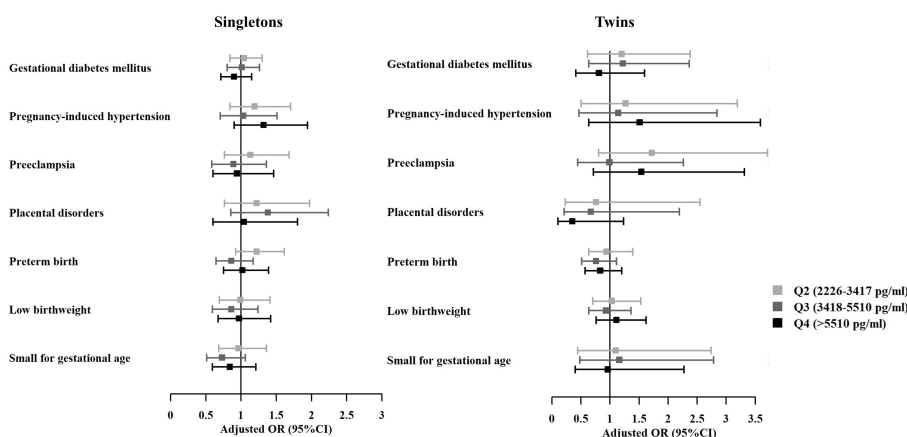 Singletons
Gestational diabetes mellitus
Pregnancy-induced hypertension
Preeclampsia
Placental disorders
Preterm birth
Low birthweight
Small for gestational age
0 0.5 1 1.5 2 2.5 3
Adjusted OR (95%CI)
Twins
Gestational diabetes mellitus
Pregnancy-induced hypertension
Preeclampsia
Placental disorders
Preterm birth
Low birthweight
Small for gestational age
0 0.5 1 1.5 2 2.5 3 3.5
Adjusted OR (95%CI)
Q2 (2226-3417 pg/ml)
Q3 (3418-5510 pg/ml)
Q4 (>5510 pg/ml)